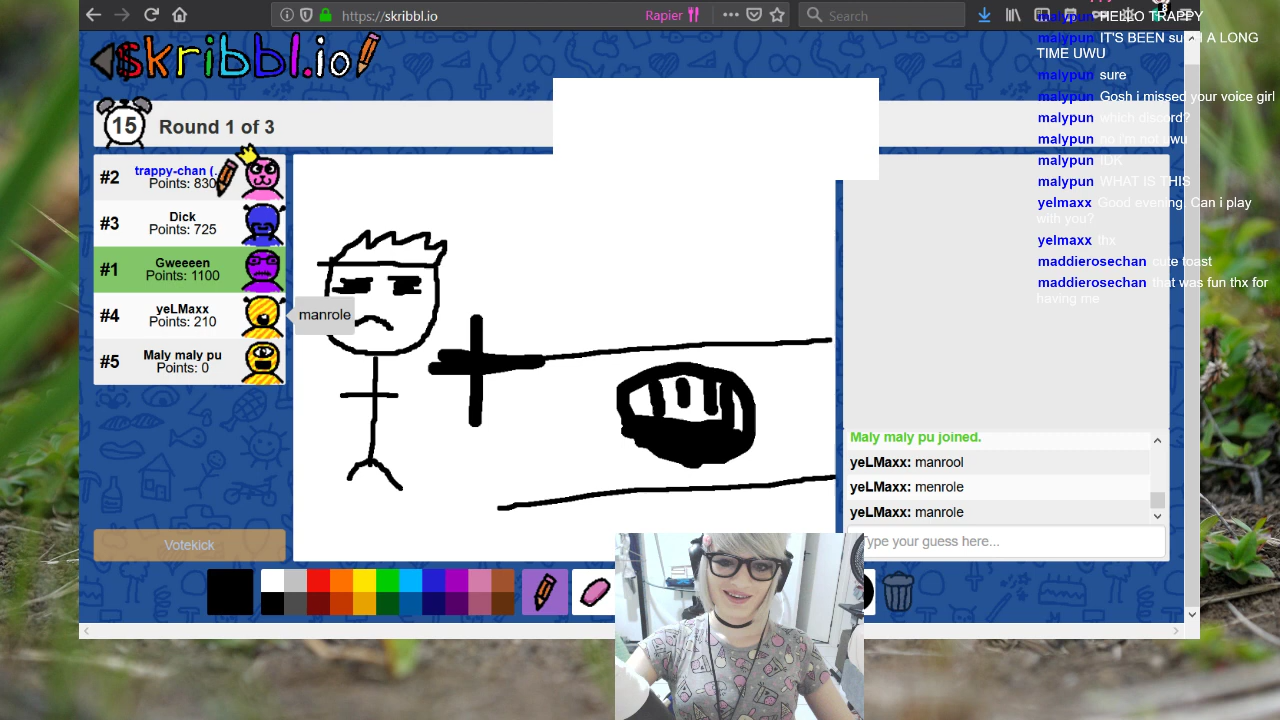 https://skribbl.io
Rapier
Search
skribbl.io
15
Round 1 of 3
#2
trappy-chan (.
Points: 830
#3
Dick
Points: 725
#1
Gweeeen
Points: 1100
#4
yeLMaxx
Points: 210
manrole
#5
Maly maly pu
Points: 0
Votekick
malypun HELLO TRAPPY
malypun IT'S BEEN A LONG
TIME UWU
malypun sure
malypun Gosh i missed your voice girl
malypun which discord?
malypun no i'm got uwu
malypun IDK
malypun WHAT IS THIS
yelmaxx Good evening. Can i play
with you?
yelmaxx thx
maddierosechan cute toast
maddierosechan that was fun thx for
having me
Maly maly pu joined.
yeLMaxx: manrool
yeLMaxx: menrole
yeLMaxx: manrole
Type your guess here...